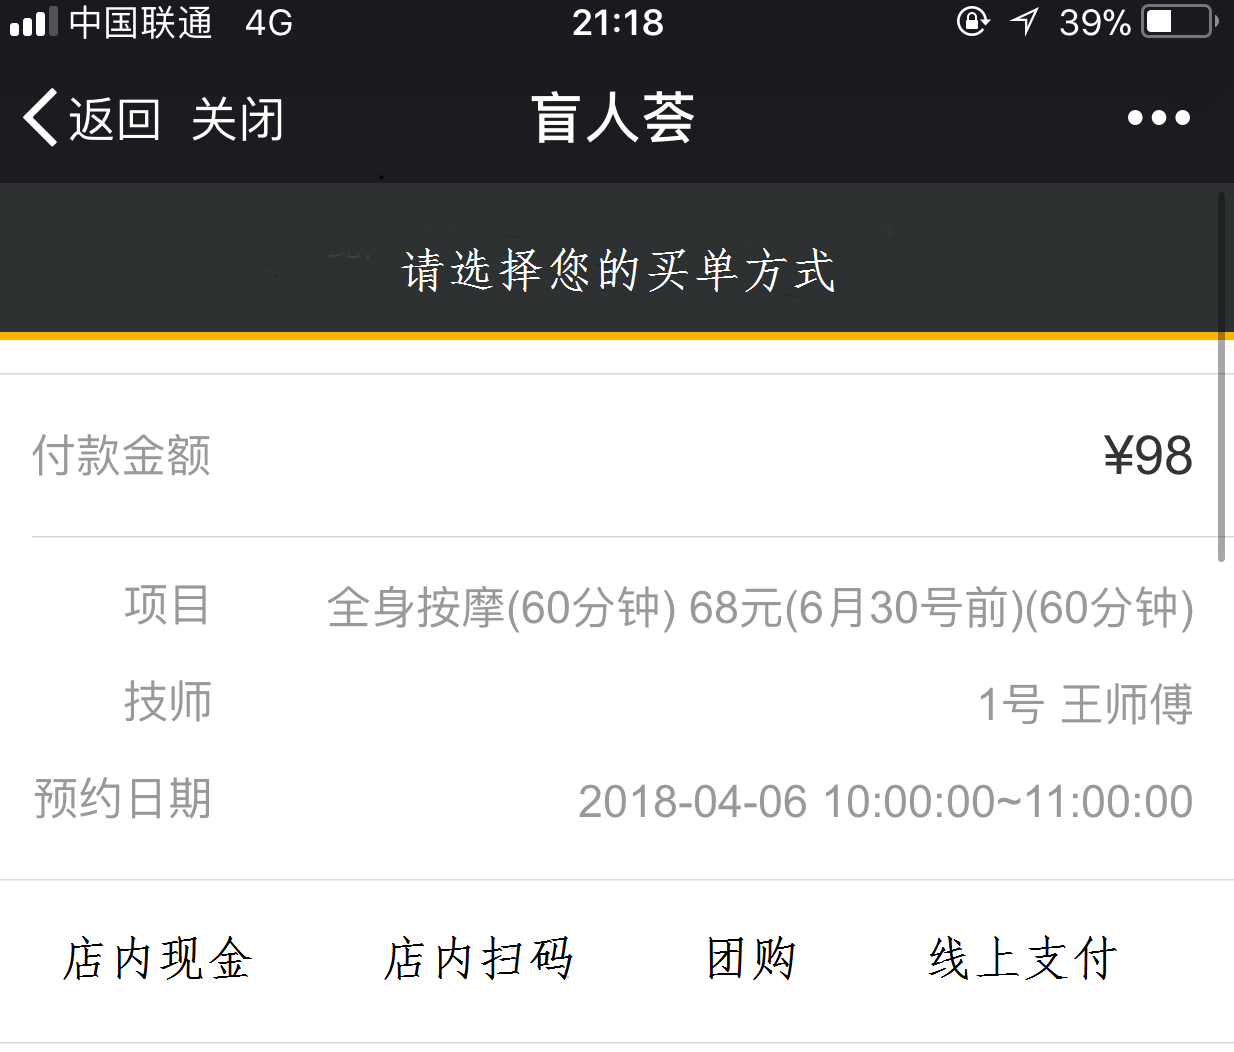 中国联通 4G 21:18 39%
返回 关闭 盲人荟
请选择您的买单方式
付款金额 ¥98
项目 全身按摩(60分钟) 68元(6月30号前)(60分钟)
技师 1号 王师傅
预约日期 2018-04-06 10:00:00~11:00:00
店内现金 店内扫码 团购 线上支付